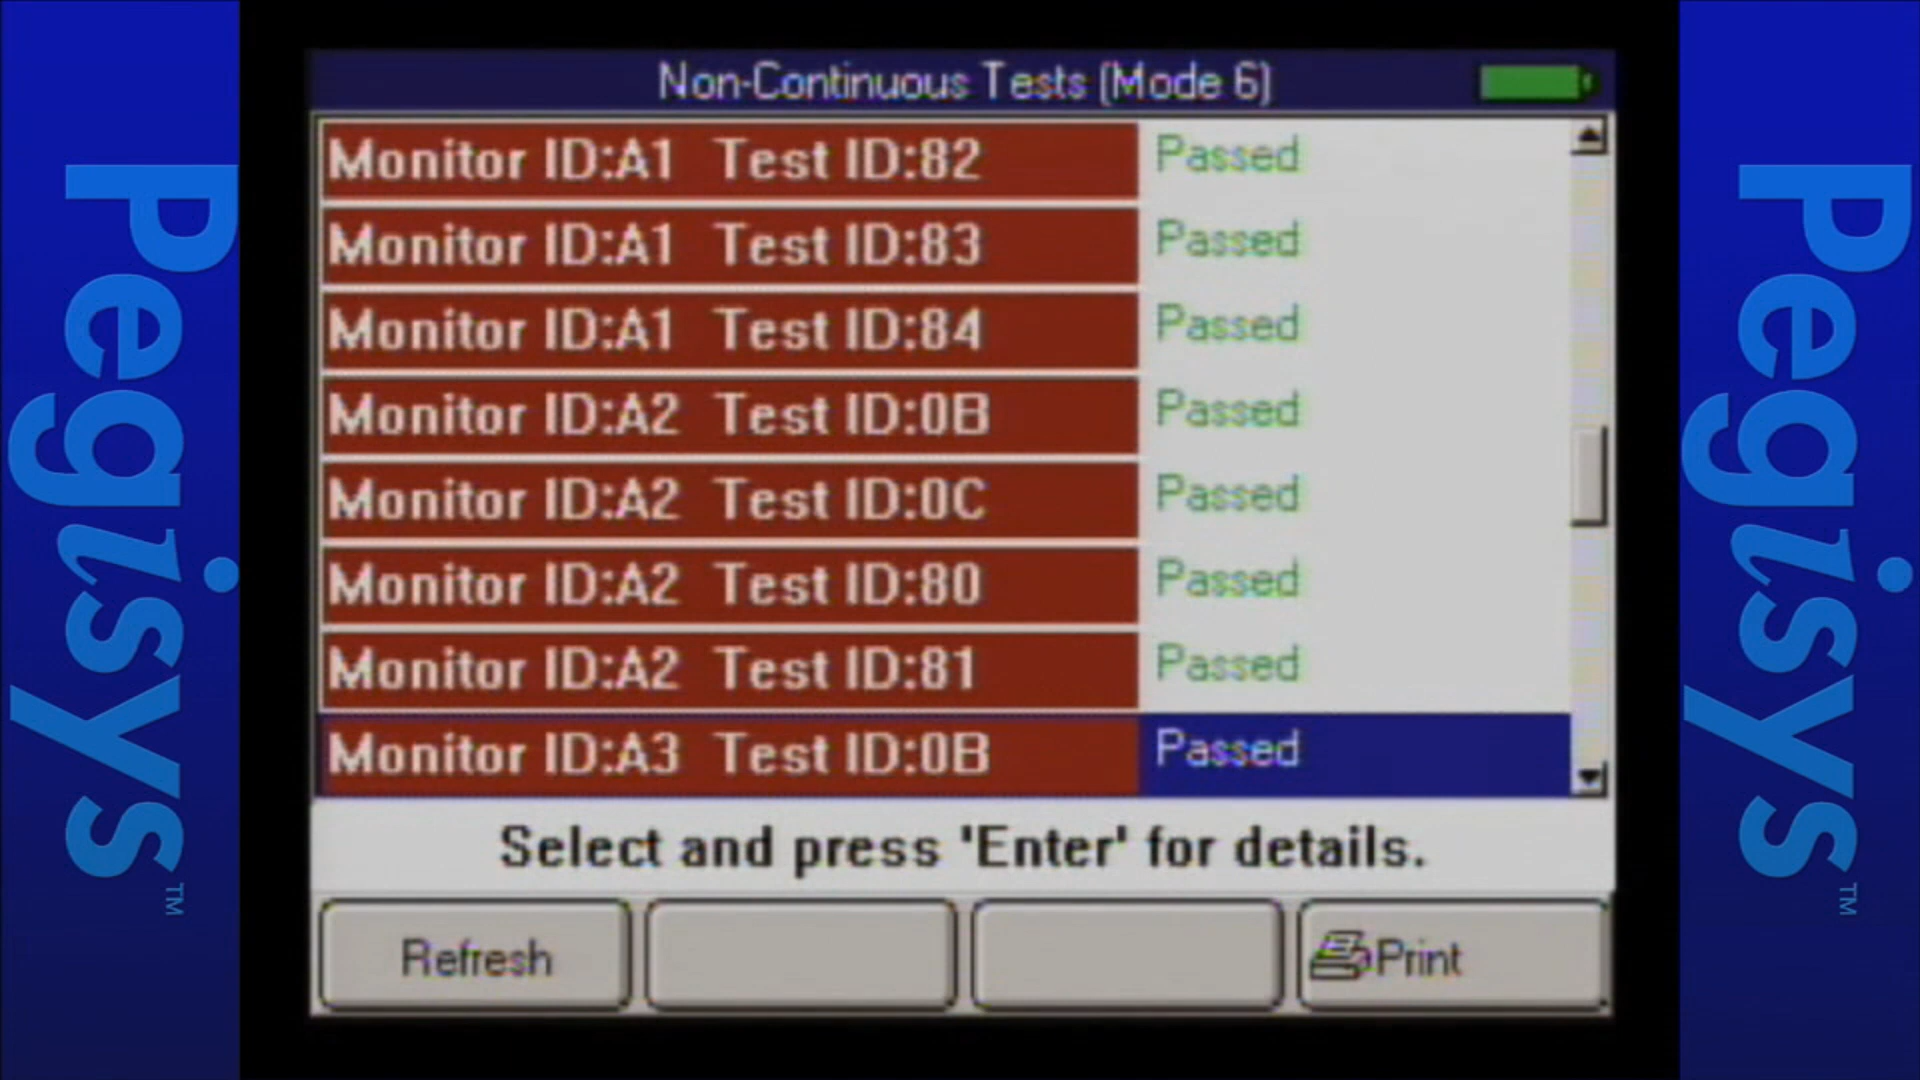 Non-Continuous Tests (Mode 6)
Monitor ID:A1 Test ID:82 Passed
Monitor ID:A1 Test ID:83 Passed
Monitor ID:A1 Test ID:84 Passed
Monitor ID:A2 Test ID:0B Passed
Monitor ID:A2 Test ID:0C Passed
Monitor ID:A2 Test ID:80 Passed
Monitor ID:A2 Test ID:81 Passed
Monitor ID:A3 Test ID:0B Passed
Select and press 'Enter' for details.
Refresh
Print
Pegisys™
Pegisys™